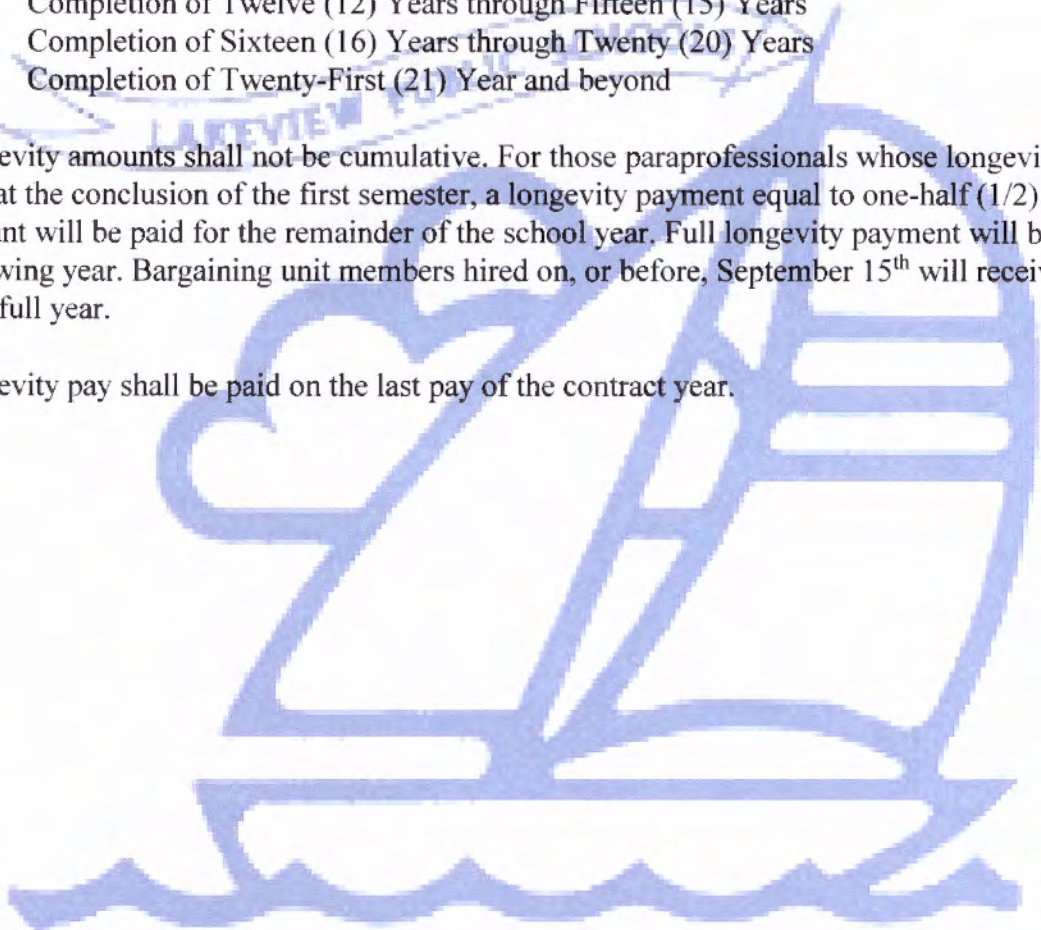 Completion of Twelve (12) Years through Fifteen (15) Years
Completion of Sixteen (16) Years through Twenty (20) Years
Completion of Twenty-First (21) Year and beyond
LAKEVIEW PUBLIC SCHOOL
evity amounts shall not be cumulative. For those paraprofessionals whose longevi
at the conclusion of the first semester, a longevity payment equal to one-half (1/2)
nt will be paid for the remainder of the school year. Full longevity payment will b
wing year. Bargaining unit members hired on, or before, September 15th will receiv
full year.
evity pay shall be paid on the last pay of the contract year.